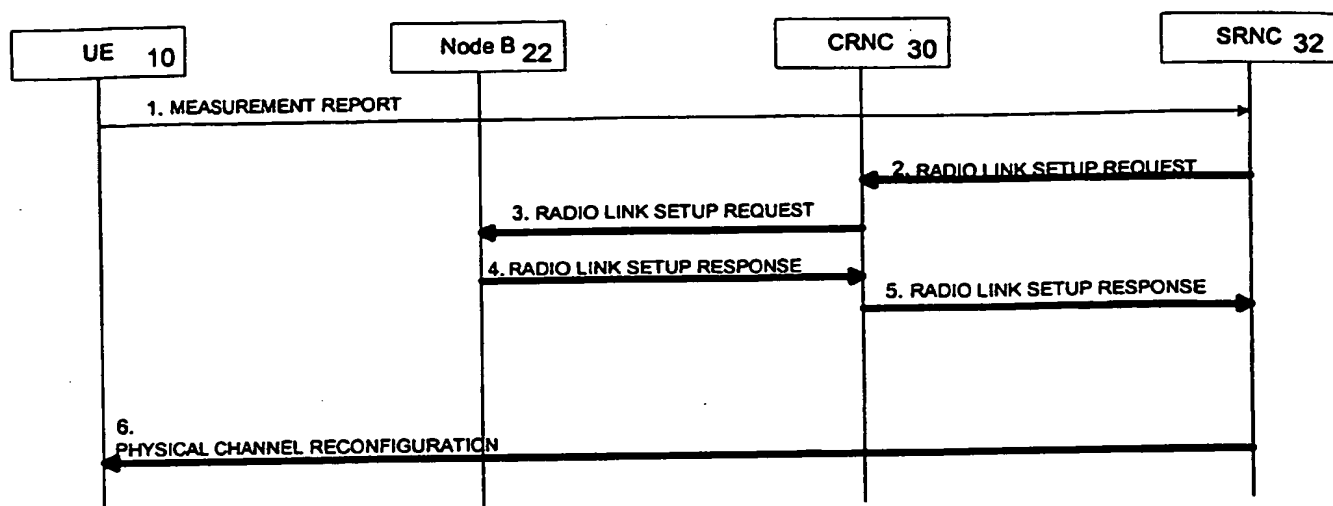 UE 10
Node B 22
CRNC 30
SRNC 32
1. MEASUREMENT REPORT
2. RADIO LINK SETUP REQUEST
3. RADIO LINK SETUP REQUEST
4. RADIO LINK SETUP RESPONSE
5. RADIO LINK SETUP RESPONSE
6.
PHYSICAL CHANNEL RECONFIGURATION